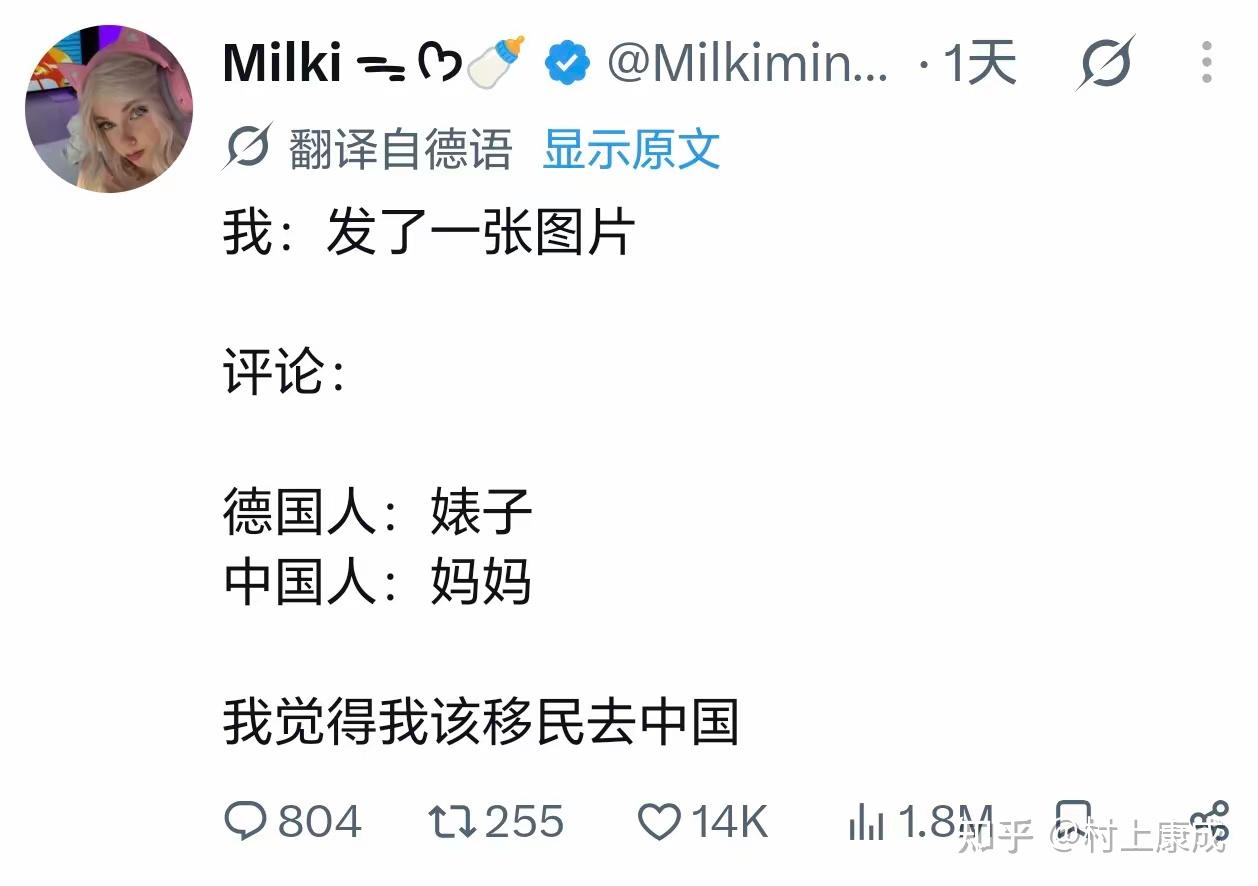 Milki @Milkimin... · 1天
翻译自德语 显示原文
我：发了一张图片
评论：
德国人：婊子
中国人：妈妈
我觉得我该移民去中国
804 255 14K 1.8M
知乎 @村上康成